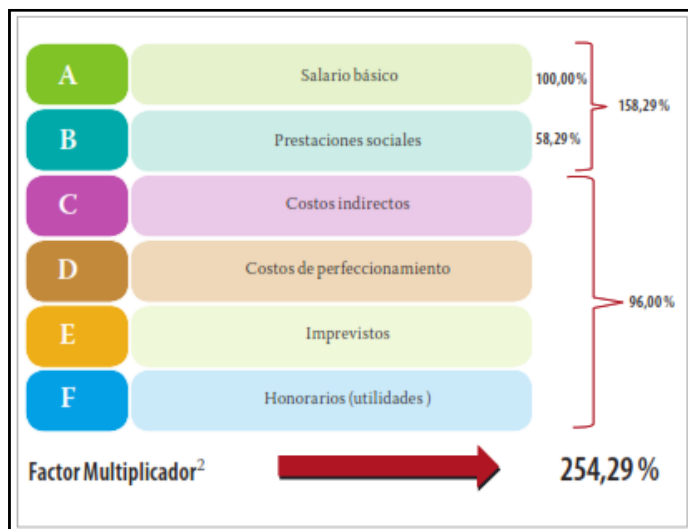 A Salario básico 100,00%
158,29%
B Prestaciones sociales 58,29%
C Costos indirectos
D Costos de perfeccionamiento
96,00%
E Imprevistos
F Honorarios (utilidades )
Factor Multiplicador2 254,29%